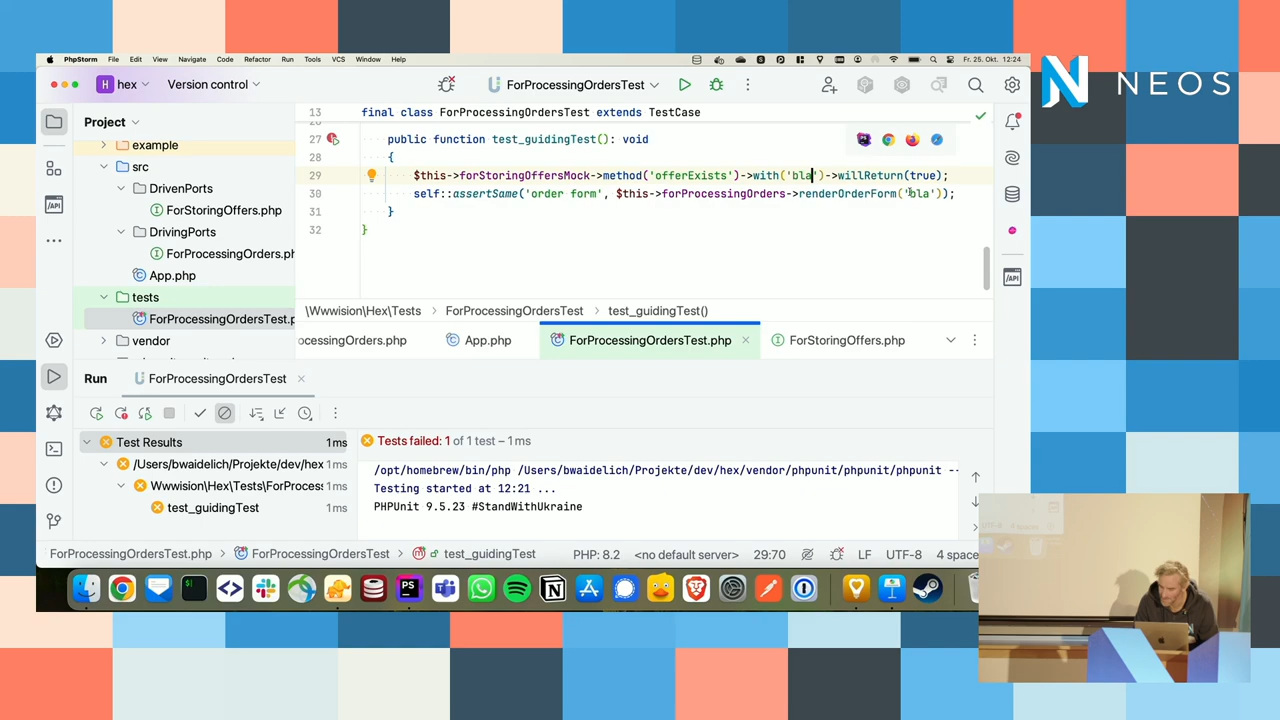 PhpStorm File Edit View Navigate Code Refactor Run Tools VCS Window Help
Fr. 25. Okt. 12:24
H hex Version control ForProcessingOrdersTest
NEOS
Project
example
src
DrivenPorts
ForStoringOffers.php
DrivingPorts
ForProcessingOrders.ph
App.php
tests
ForProcessingOrdersTest.p
vendor
13 final class ForProcessingOrdersTest extends TestCase
27 public function test_guidingTest(): void
28 {
29 $this->forStoringOffersMock->method('offerExists')->with('bla')->willReturn(true);
30 self::assertSame('order form', $this->forProcessingOrders->renderOrderForm('bla'));
31 }
32 }
\Wwwision\Hex\Tests ForProcessingOrdersTest test_guidingTest()
ocessingOrders.php App.php ForProcessingOrdersTest.php ForStoringOffers.php
Run ForProcessingOrdersTest
Test Results 1ms
/Users/bwaidelich/Projekte/dev/hex 1ms
Wwwision\Hex\Tests\ForProcess 1ms
test_guidingTest 1ms
Tests failed: 1 of 1 test – 1ms
/opt/homebrew/bin/php /Users/bwaidelich/Projekte/dev/hex/vendor/phpunit/phpunit/phpunit --
Testing started at 12:21 ...
PHPUnit 9.5.23 #StandWithUkraine
ForProcessingOrdersTest.php ForProcessingOrdersTest test_guidingTest PHP: 8.2 <no default server> 29:70 LF UTF-8 4 space